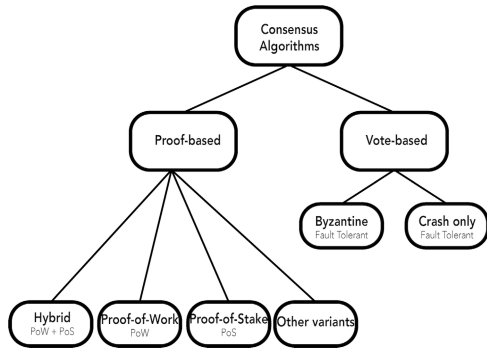 Consensus
Algorithms
Proof-based
Vote-based
Byzantine
Fault Tolerant
Crash only
Fault Tolerant
Hybrid
PoW + PoS
Proof-of-Work
PoW
Proof-of-Stake
PoS
Other variants